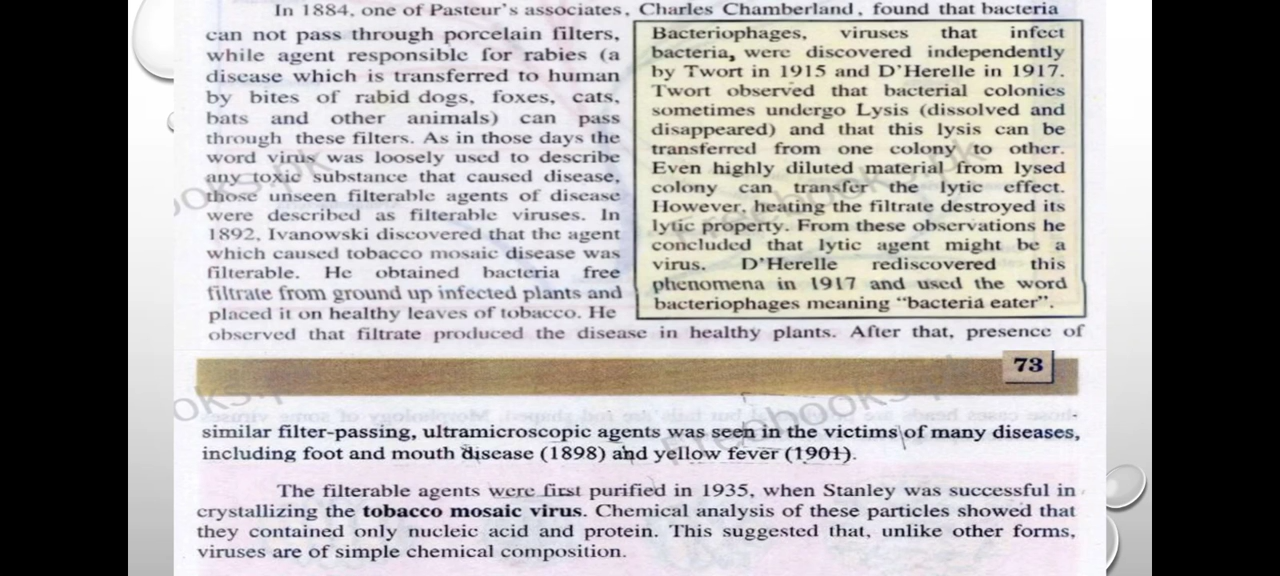 In 1884, one of Pasteur's associates, Charles Chamberland, found that bacteria
can not pass through porcelain filters,
while agent responsible for rabies (a
disease which is transferred to human
by bites of rabid dogs, foxes, cats,
bats and other animals) can pass
through these filters. As in those days the
word virus was loosely used to describe
any toxic substance that caused disease,
those unseen filterable agents of disease
were described as filterable viruses. In
1892, Ivanowski discovered that the agent
which caused tobacco mosaic disease was
filterable. He obtained bacteria free
filtrate from ground up infected plants and
placed it on healthy leaves of tobacco. He
observed that filtrate produced the disease in healthy plants. After that, presence of
Bacteriophages, viruses that infect
bacteria, were discovered independently
by Twort in 1915 and D'Herelle in 1917.
Twort observed that bacterial colonies
sometimes undergo Lysis (dissolved and
disappeared) and that this lysis can be
transferred from one colony to other.
Even highly diluted material from lysed
colony can transfer the lytic effect.
However, heating the filtrate destroyed its
lytic property. From these observations he
concluded that lytic agent might be a
virus. D'Herelle rediscovered this
phenomena in 1917 and used the word
bacteriophages meaning "bacteria eater".
73
similar filter-passing, ultramicroscopic agents was seen in the victims of many diseases,
including foot and mouth disease (1898) and yellow fever (1901).
The filterable agents were first purified in 1935, when Stanley was successful in
crystallizing the tobacco mosaic virus. Chemical analysis of these particles showed that
they contained only nucleic acid and protein. This suggested that, unlike other forms,
viruses are of simple chemical composition.